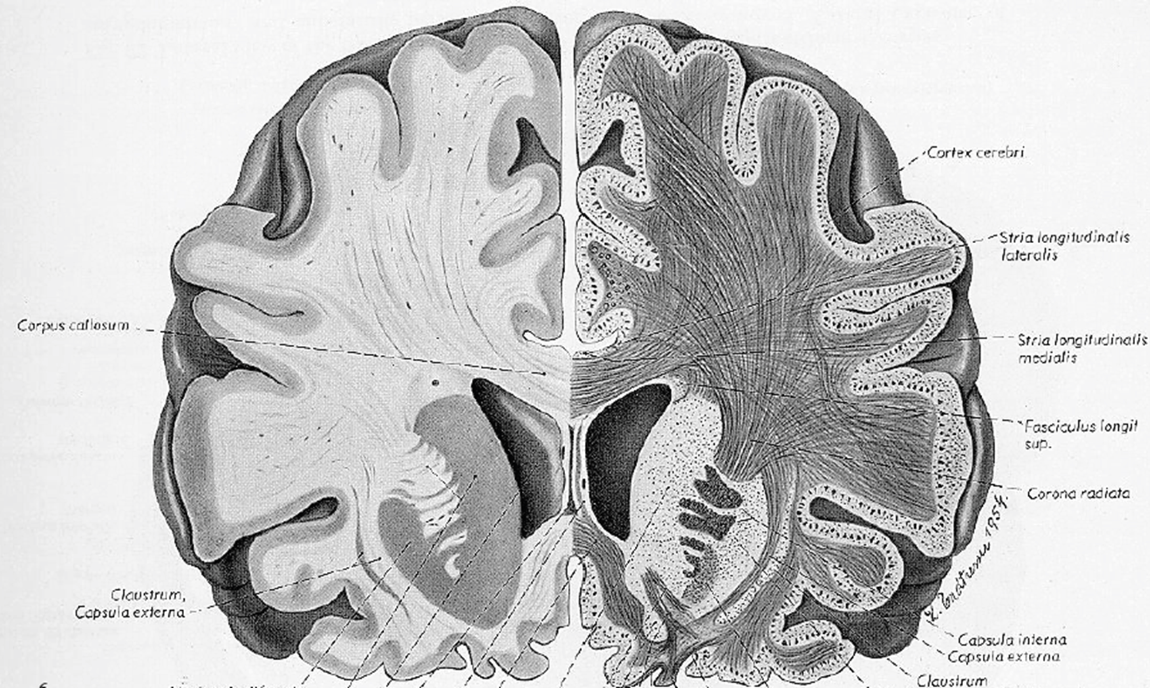 Cortex cerebri
Stria longitudinalis
lateralis
Corpus callosum
Stria longitudinalis
medialis
Fasciculus longit
sup.
Corona radiata
1954
Claustrum,
Capsula externa
Capsula interna
Capsula externa
Claustrum